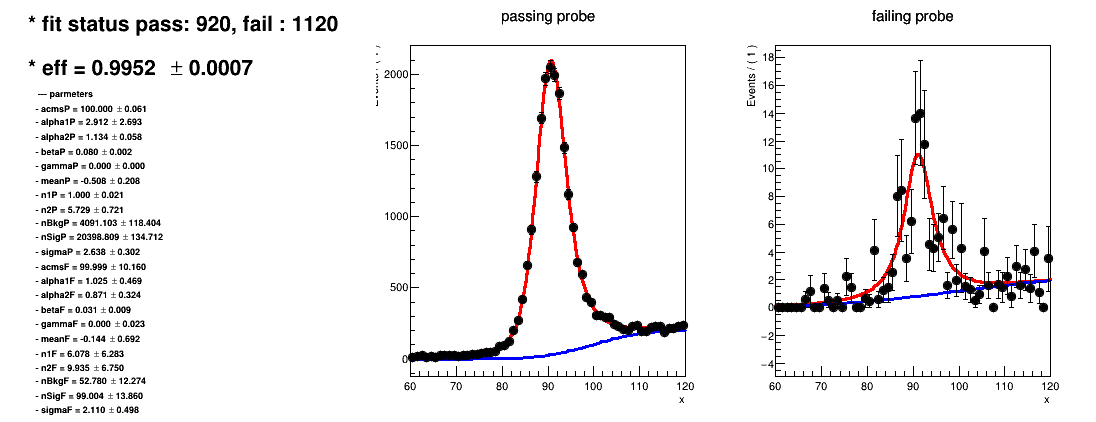 * fit status pass: 920, fail : 1120
* eff = 0.9952 ± 0.0007
--- parmeters
- acmsP = 100.000 ± 0.061
- alpha1P = 2.912 ± 2.693
- alpha2P = 1.134 ± 0.058
- betaP = 0.080 ± 0.002
- gammaP = 0.000 ± 0.000
- meanP = -0.508 ± 0.208
- n1P = 1.000 ± 0.021
- n2P = 5.729 ± 0.721
- nBkgP = 4091.103 ± 118.404
- nSigP = 20398.809 ± 134.712
- sigmaP = 2.638 ± 0.302
- acmsF = 99.999 ± 10.160
- alpha1F = 1.025 ± 0.469
- alpha2F = 0.871 ± 0.324
- betaF = 0.031 ± 0.009
- gammaF = 0.000 ± 0.023
- meanF = -0.144 ± 0.692
- n1F = 6.078 ± 6.283
- n2F = 9.935 ± 6.750
- nBkgF = 52.780 ± 12.274
- nSigF = 99.004 ± 13.860
- sigmaF = 2.110 ± 0.498
passing probe
2000
1500
1000
500
0
60 70 80 90 100 110 120
x
failing probe
Events / ( 1 )
18
16
14
12
10
8
6
4
2
0
−2
−4
60 70 80 90 100 110 120
x